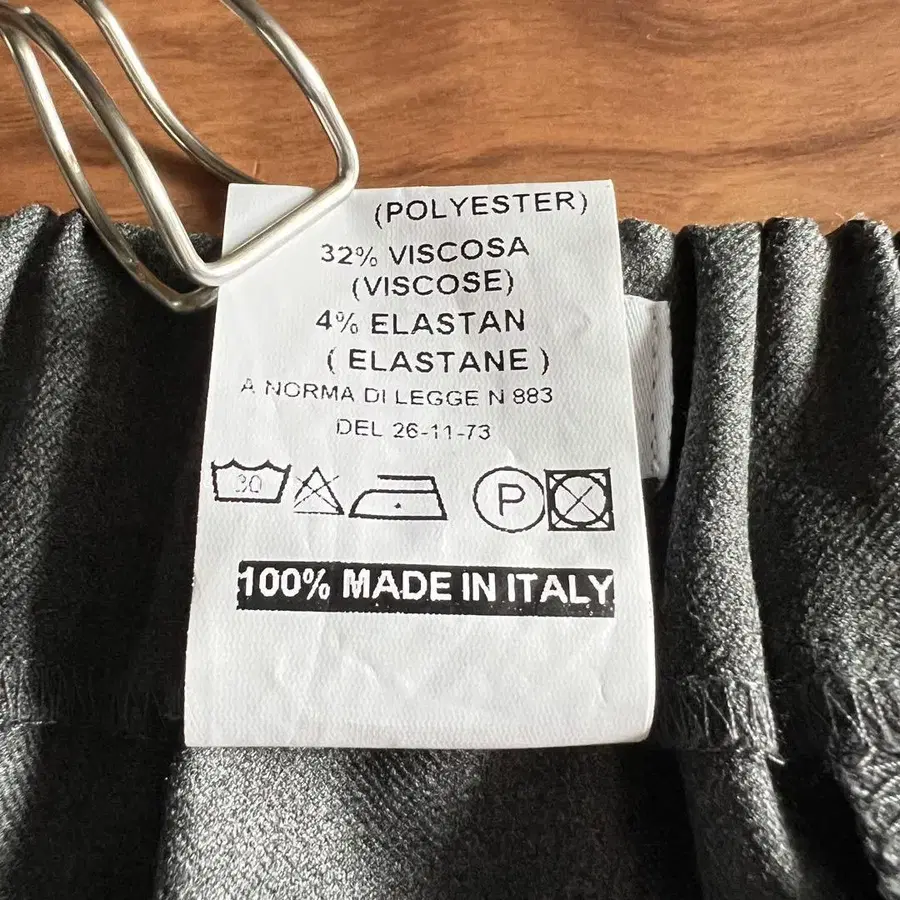 (POLYESTER)
32% VISCOSA
(VISCOSE)
4% ELASTAN
( ELASTANE )
A NORMA DI LEGGE N 883
DEL 26-11-73
30 P
100% MADE IN ITALY